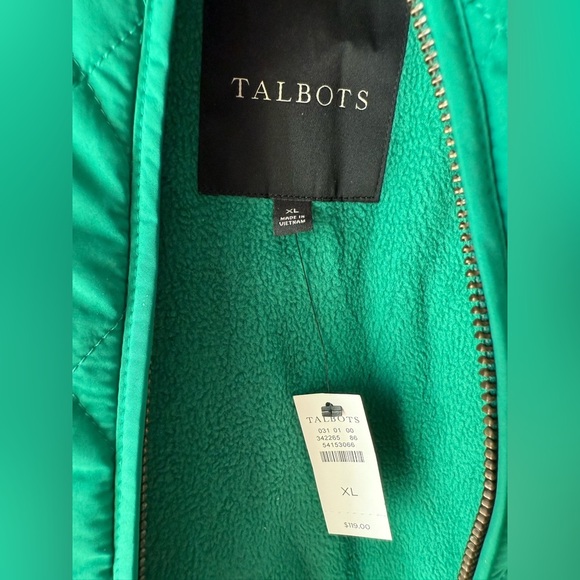 TALBOTS
XL
MADE IN
VIETNAM
TALBOTS
031 01 00
342265 86
54153066
XL
$119.00